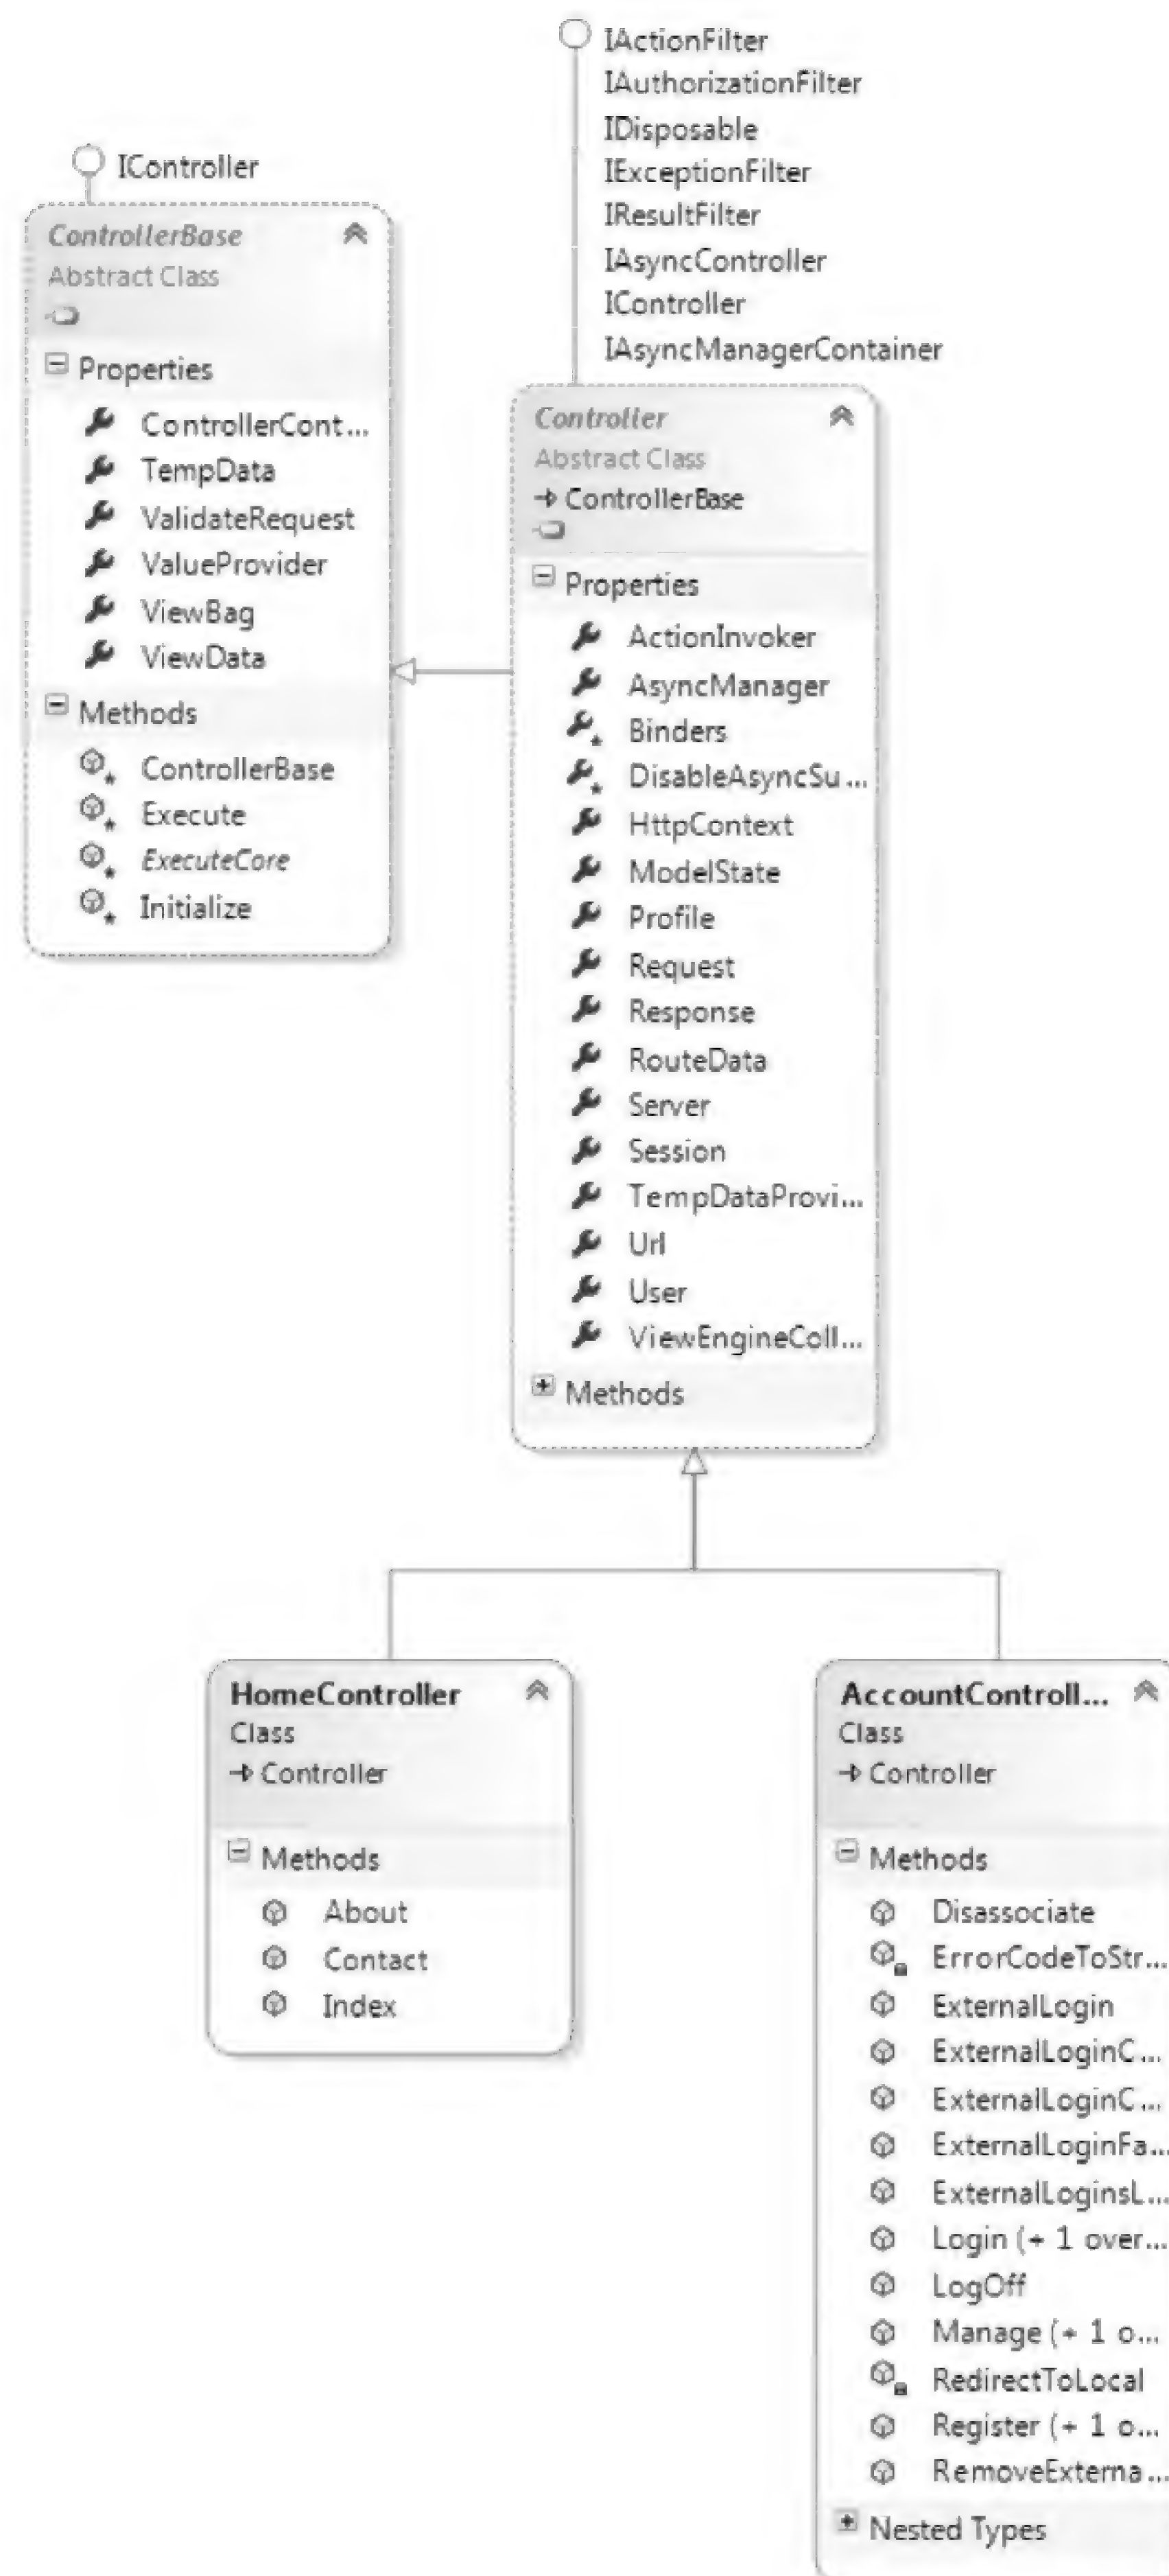 IController
ControllerBase
Abstract Class
Properties
ControllerCont...
TempData
ValidateRequest
ValueProvider
ViewBag
ViewData
Methods
ControllerBase
Execute
ExecuteCore
Initialize
IActionFilter
IAuthorizationFilter
IDisposable
IExceptionFilter
IResultFilter
IAsyncController
IController
IAsyncManagerContainer
Controller
Abstract Class
ControllerBase
Properties
ActionInvoker
AsyncManager
Binders
DisableAsyncSu...
HttpContext
ModelState
Profile
Request
Response
RouteData
Server
Session
TempDataProvi...
Url
User
ViewEngineColl...
Methods
HomeController
Class
Controller
Methods
About
Contact
Index
AccountControll...
Class
Controller
Methods
Disassociate
ErrorCodeToStr...
ExternalLogin
ExternalLoginC...
ExternalLoginC...
ExternalLoginFa...
ExternalLoginsL...
Login (+ 1 over...
LogOff
Manage (+ 1 o...
RedirectToLocal
Register (+ 1 o...
RemoveExterna...
Nested Types